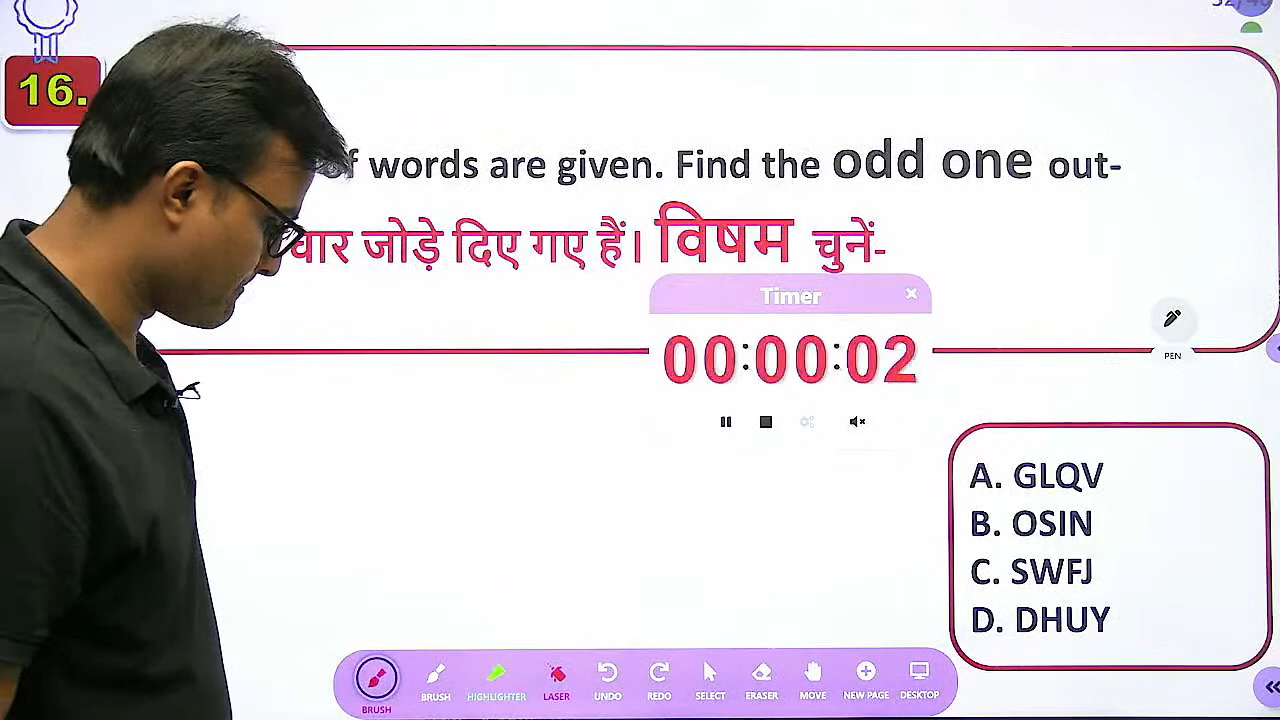 16.
words are given. Find the odd one out-
जोड़े दिए गए हैं। विषम चुनें-
Timer
00:00:02
PEN
A. GLQV
B. OSIN
C. SWFJ
D. DHUY
BRUSH
BRUSH
HIGHLIGHTER
LASER
UNDO
REDO
SELECT
ERASER
MOVE
NEW PAGE
DESKTOP